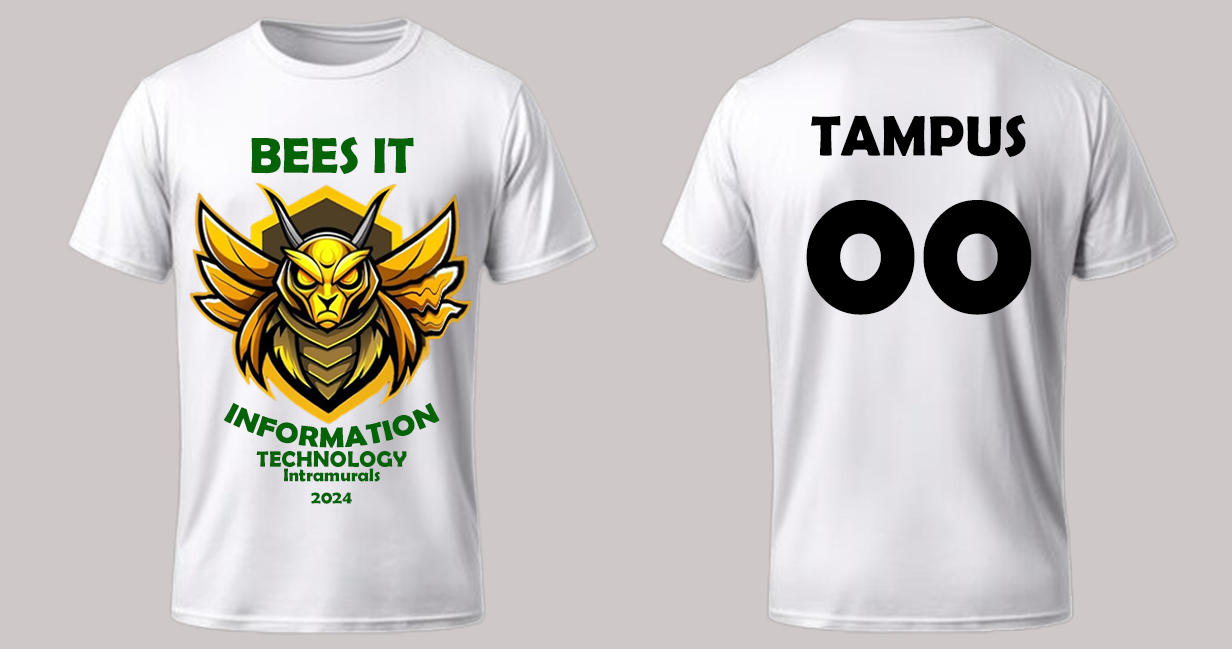 BEES IT
INFORMATION
TECHNOLOGY
Intramurals
2024
TAMPUS
00